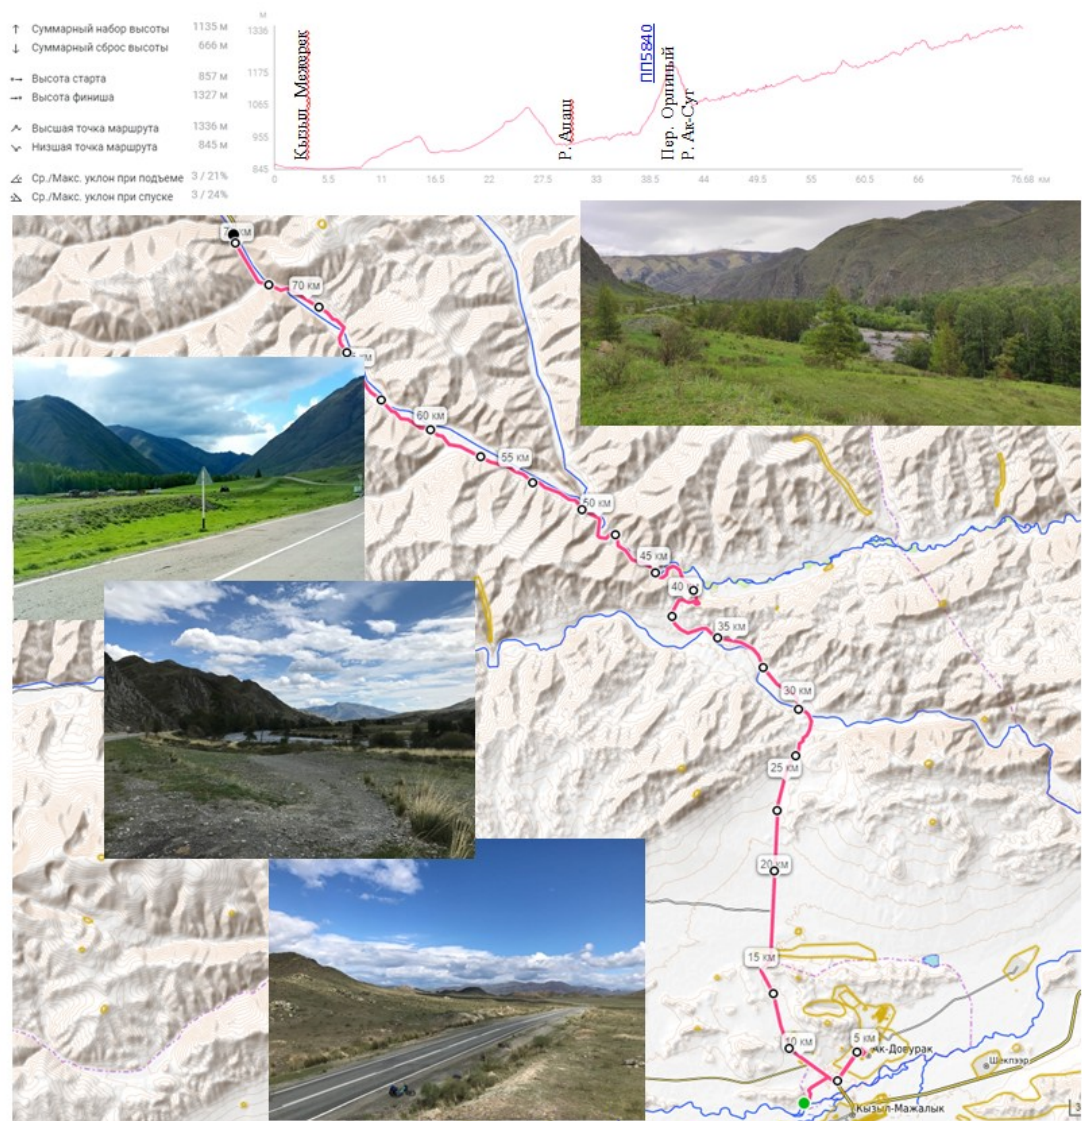 Суммарный набор высоты 1135 м
Суммарный сброс высоты 666 м
Высота старта 857 м
Высота финиша 1327 м
Высшая точка маршрута 1336 м
Низшая точка маршрута 845 м
Ср./Макс. уклон при подъеме 3 / 21%
Ср./Макс. уклон при спуске 3 / 24%
м
1336
1175
1065
955
845
Кызыл_Межерек
Р. Алаш
ПП5840
Пер. Орлиный
Р. Ак-Суг
0 5.5 11 16.5 22 27.5 33 38.5 44 49.5 55 60.5 66 76.68 км
70 км
60 км
55 км
50 км
45 км
40
35 км
30 км
25 км
20 км
15 км
10 км
5 км
Ак-Довурак
Шекпээр
Кызыл-Мажалык